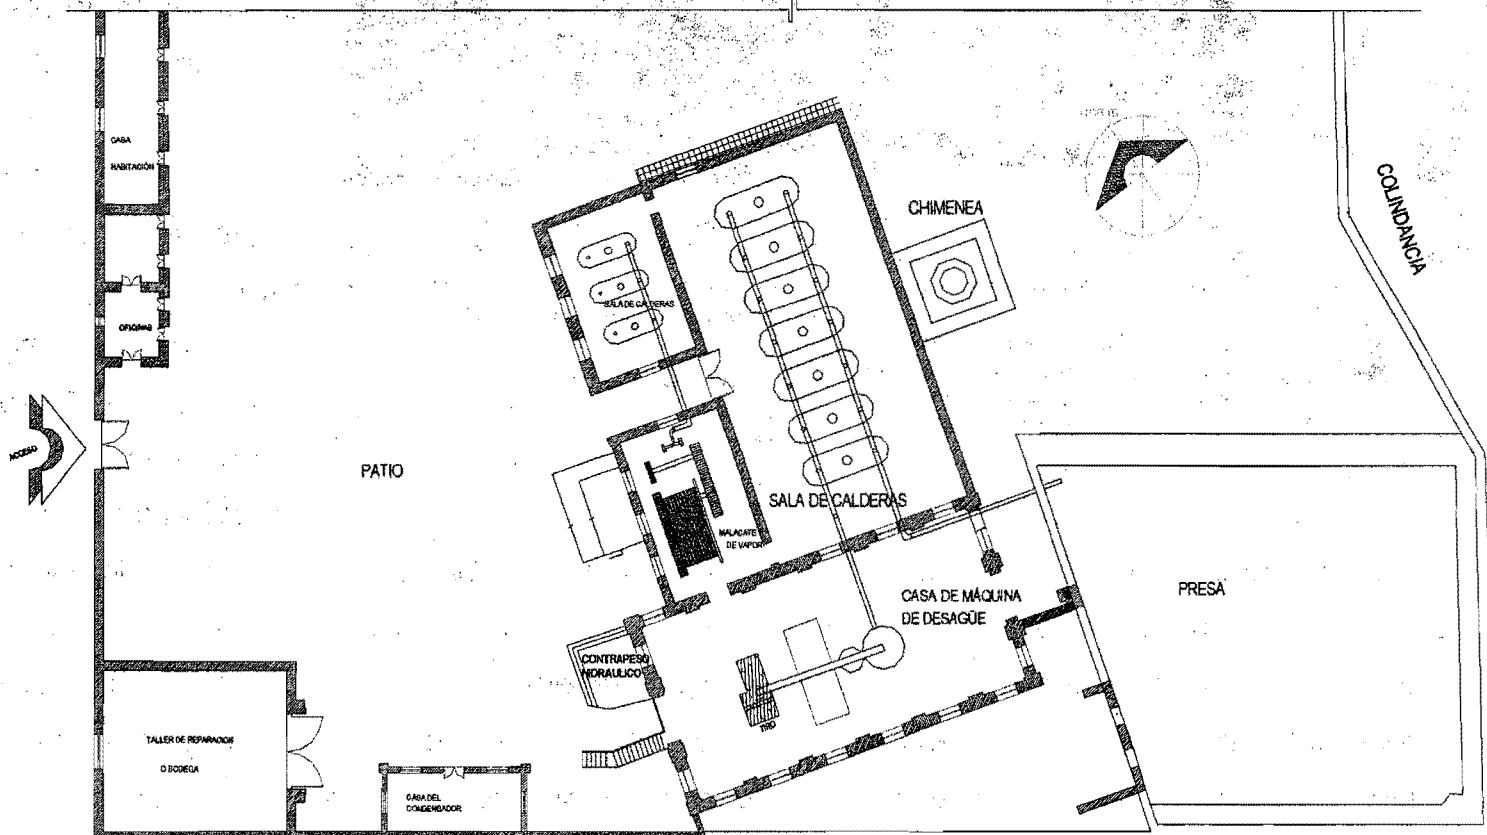 CASA
HABITACIÓN
OFICINAS
ACCESO
PATIO
SALA DE CALDERAS
CHIMENEA
COLINDANCIA
SALA DE CALDERAS
MALACATE
DE VAPOR
CASA DE MÁQUINA
DE DESAGÜE
PRESA
CONTRAPESO
HIDRAULICO
TIRO
TALLER DE REPARACION
O BODEGA
CASA DEL
CONDENSADOR